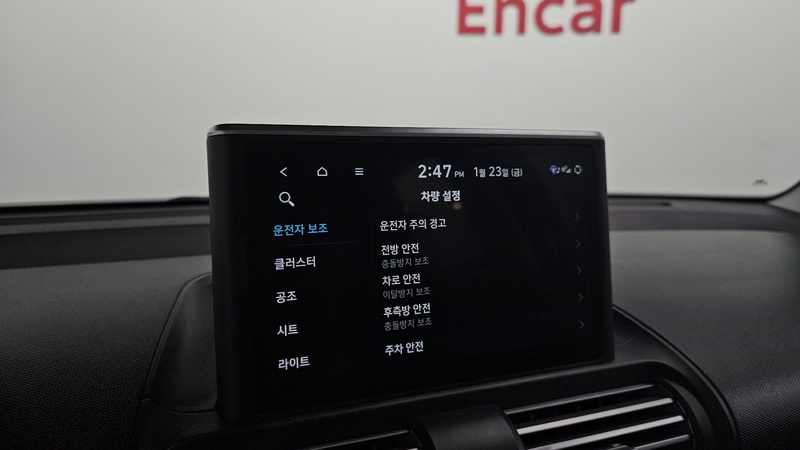 Encar
2:47 PM 1월 23일 (금)
차량 설정
운전자 보조
클러스터
공조
시트
라이트
운전자 주의 경고
전방 안전
충돌방지 보조
차로 안전
이탈방지 보조
후측방 안전
충돌방지 보조
주차 안전